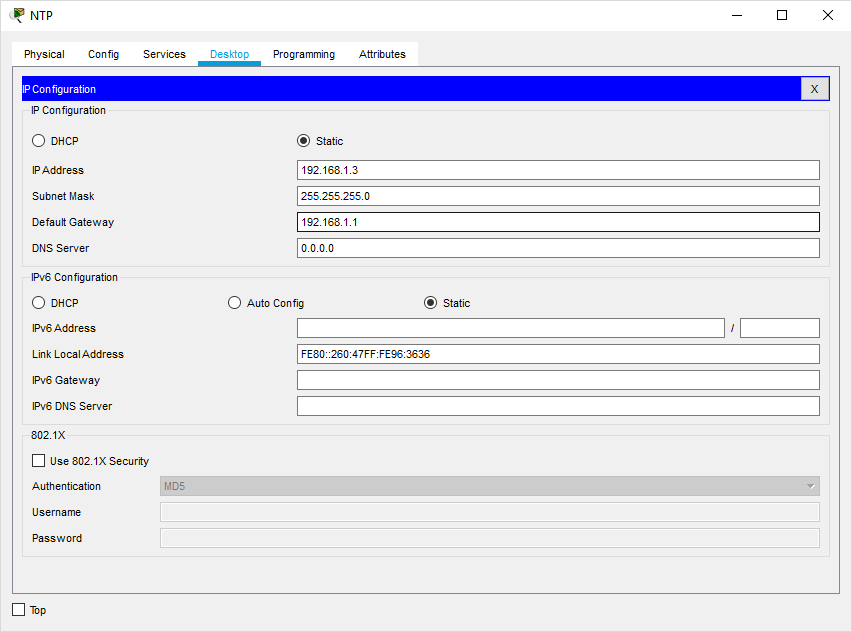 NTP
Physical Config Services Desktop Programming Attributes
IP Configuration X
IP Configuration
DHCP Static
IP Address 192.168.1.3
Subnet Mask 255.255.255.0
Default Gateway 192.168.1.1
DNS Server 0.0.0.0
IPv6 Configuration
DHCP Auto Config Static
IPv6 Address /
Link Local Address FE80::260:47FF:FE96:3636
IPv6 Gateway
IPv6 DNS Server
802.1X
Use 802.1X Security
Authentication MD5
Username
Password
Top